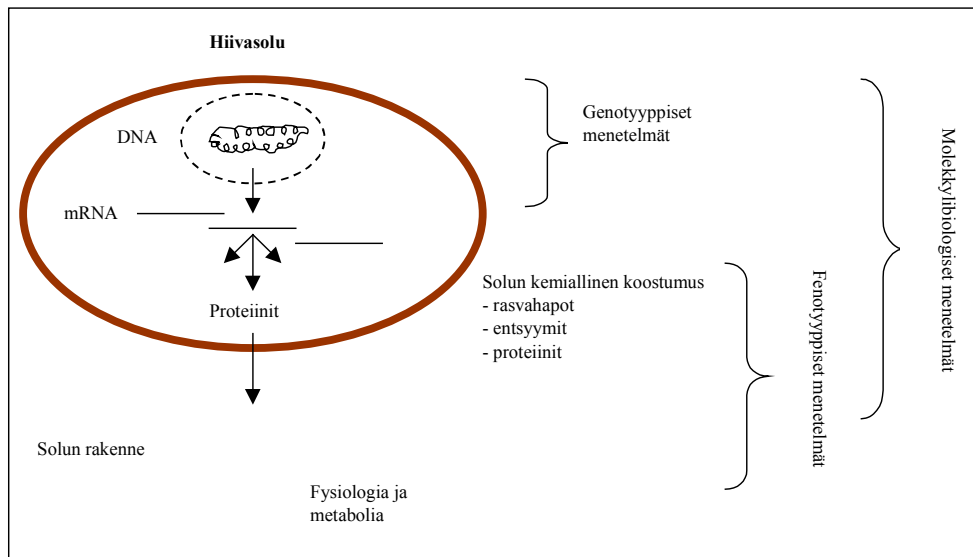 Hiivasolu
DNA
mRNA
Proteiinit
Genotyyppiset
menetelmät
Solun kemiallinen koostumus
- rasvahapot
- entsyymit
- proteiinit
Solun rakenne
Fysiologia ja
metabolia
Fenotyyppiset menetelmät
Molekkylibiologiset menetelmät